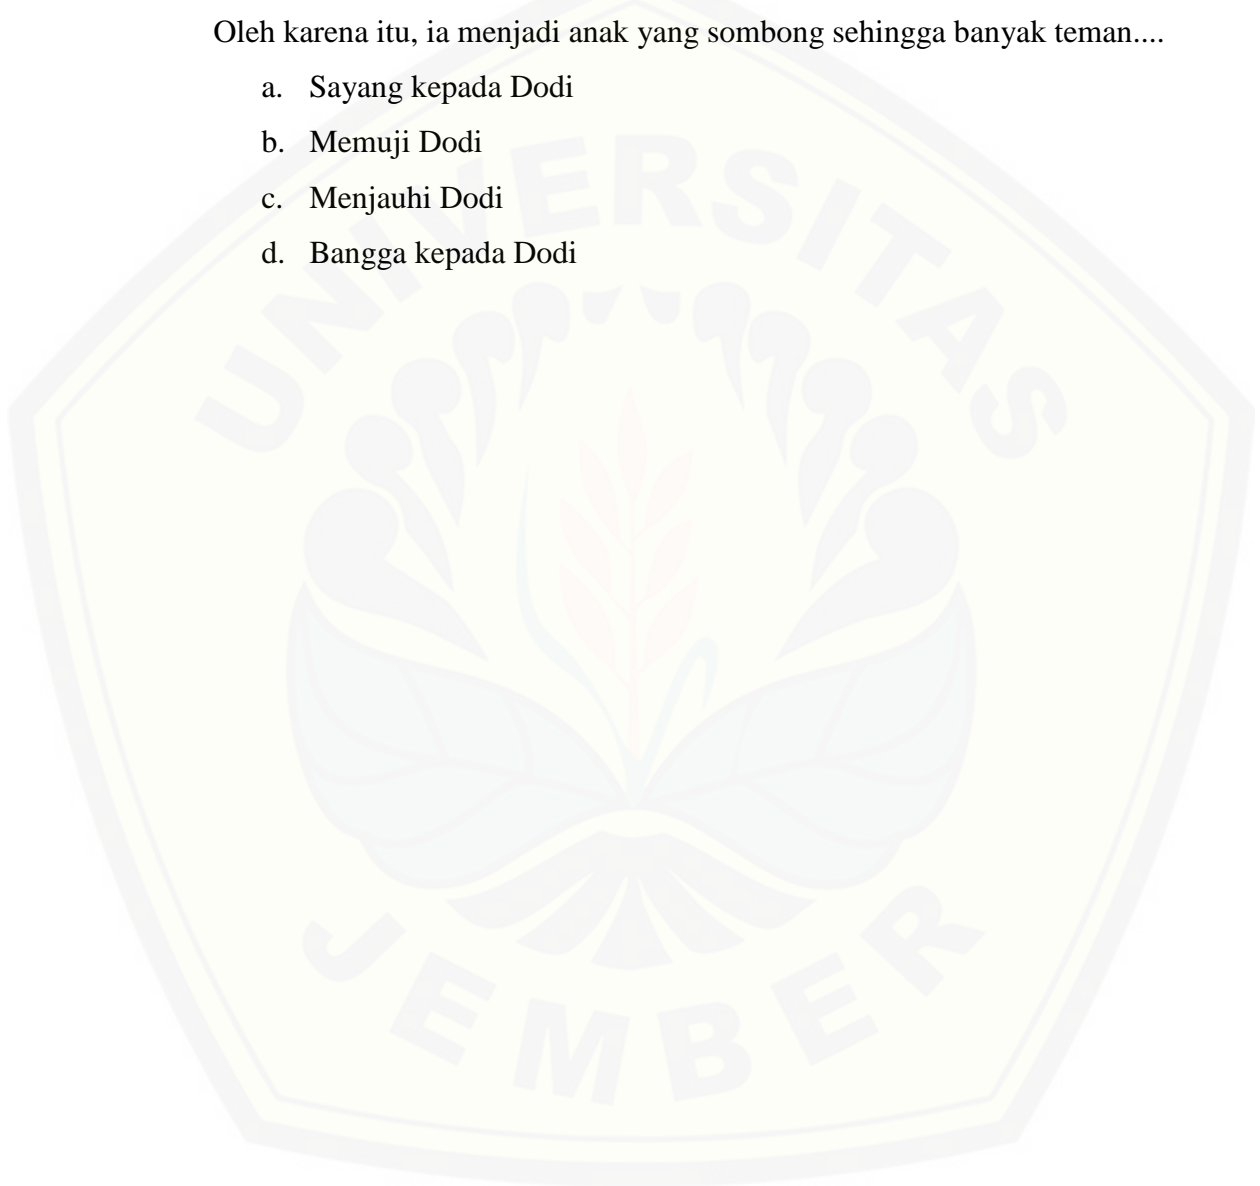 Oleh karena itu, ia menjadi anak yang sombong sehingga banyak teman....
a. Sayang kepada Dodi
b. Memuji Dodi
c. Menjauhi Dodi
d. Bangga kepada Dodi
UNIVERSITAS
JEMBER